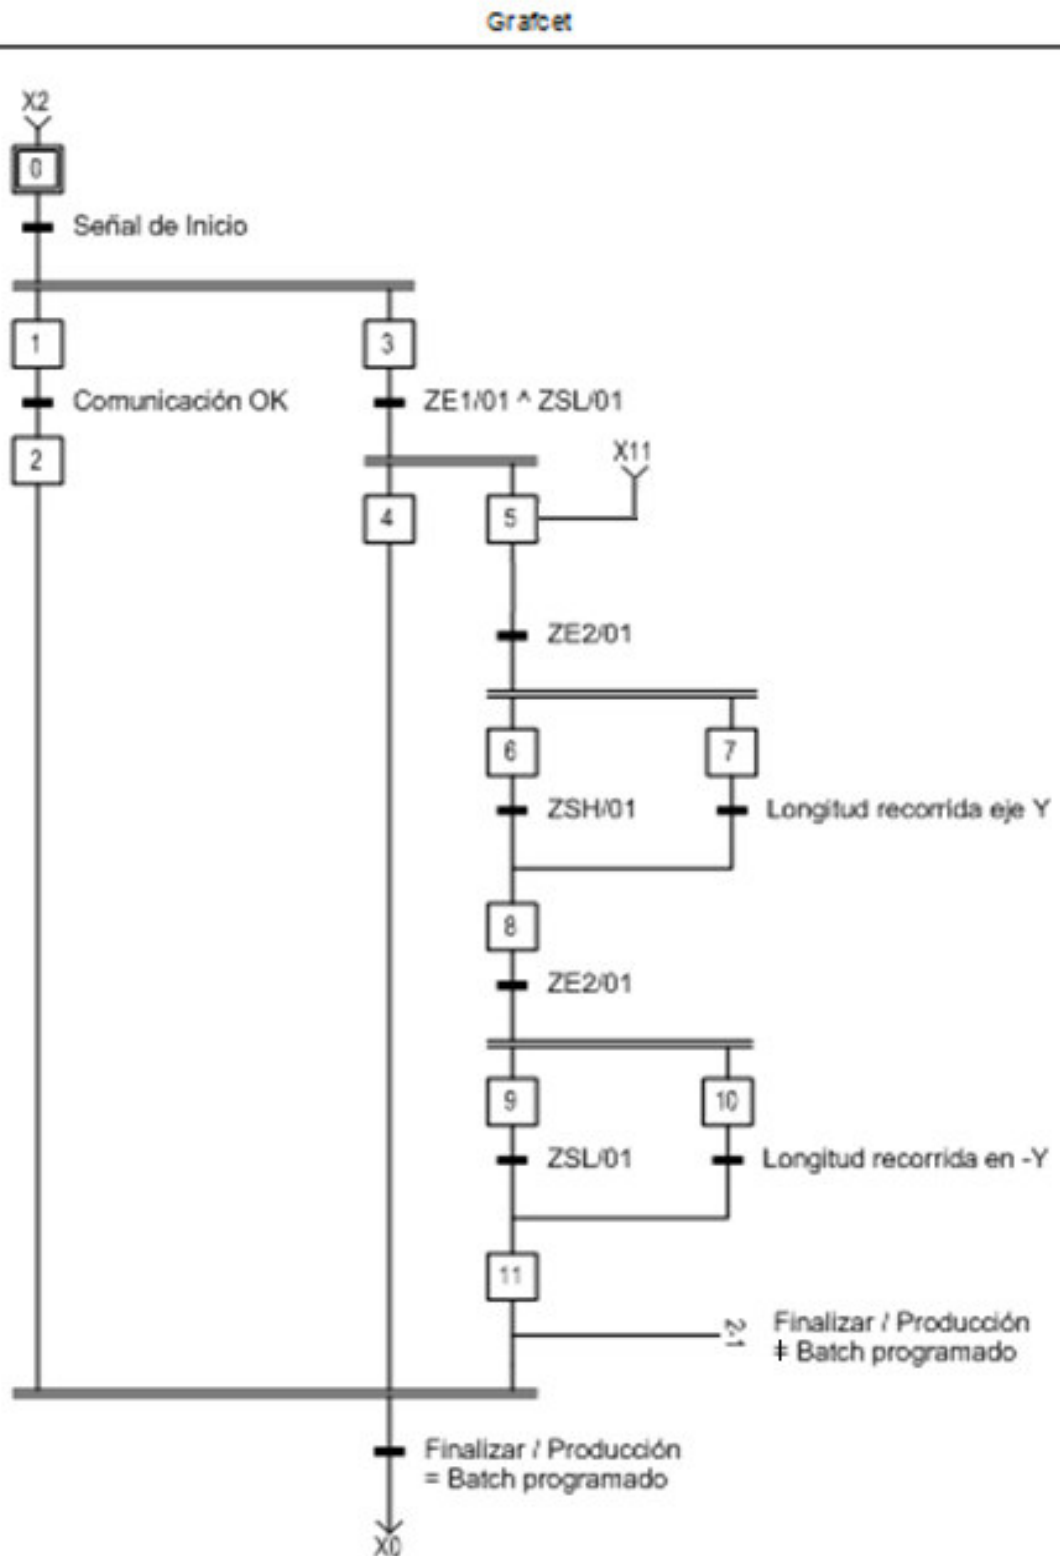 Grafcet
X2
0
Señal de Inicio
1
3
Comunicación OK
ZE1/01 ^ ZSL/01
2
X11
4
5
ZE2/01
6
7
ZSH/01
Longitud recorrida eje Y
8
ZE2/01
9
10
ZSL/01
Longitud recorrida en -Y
11
2-1
Finalizar / Producción
ǂ Batch programado
Finalizar / Producción
= Batch programado
X0